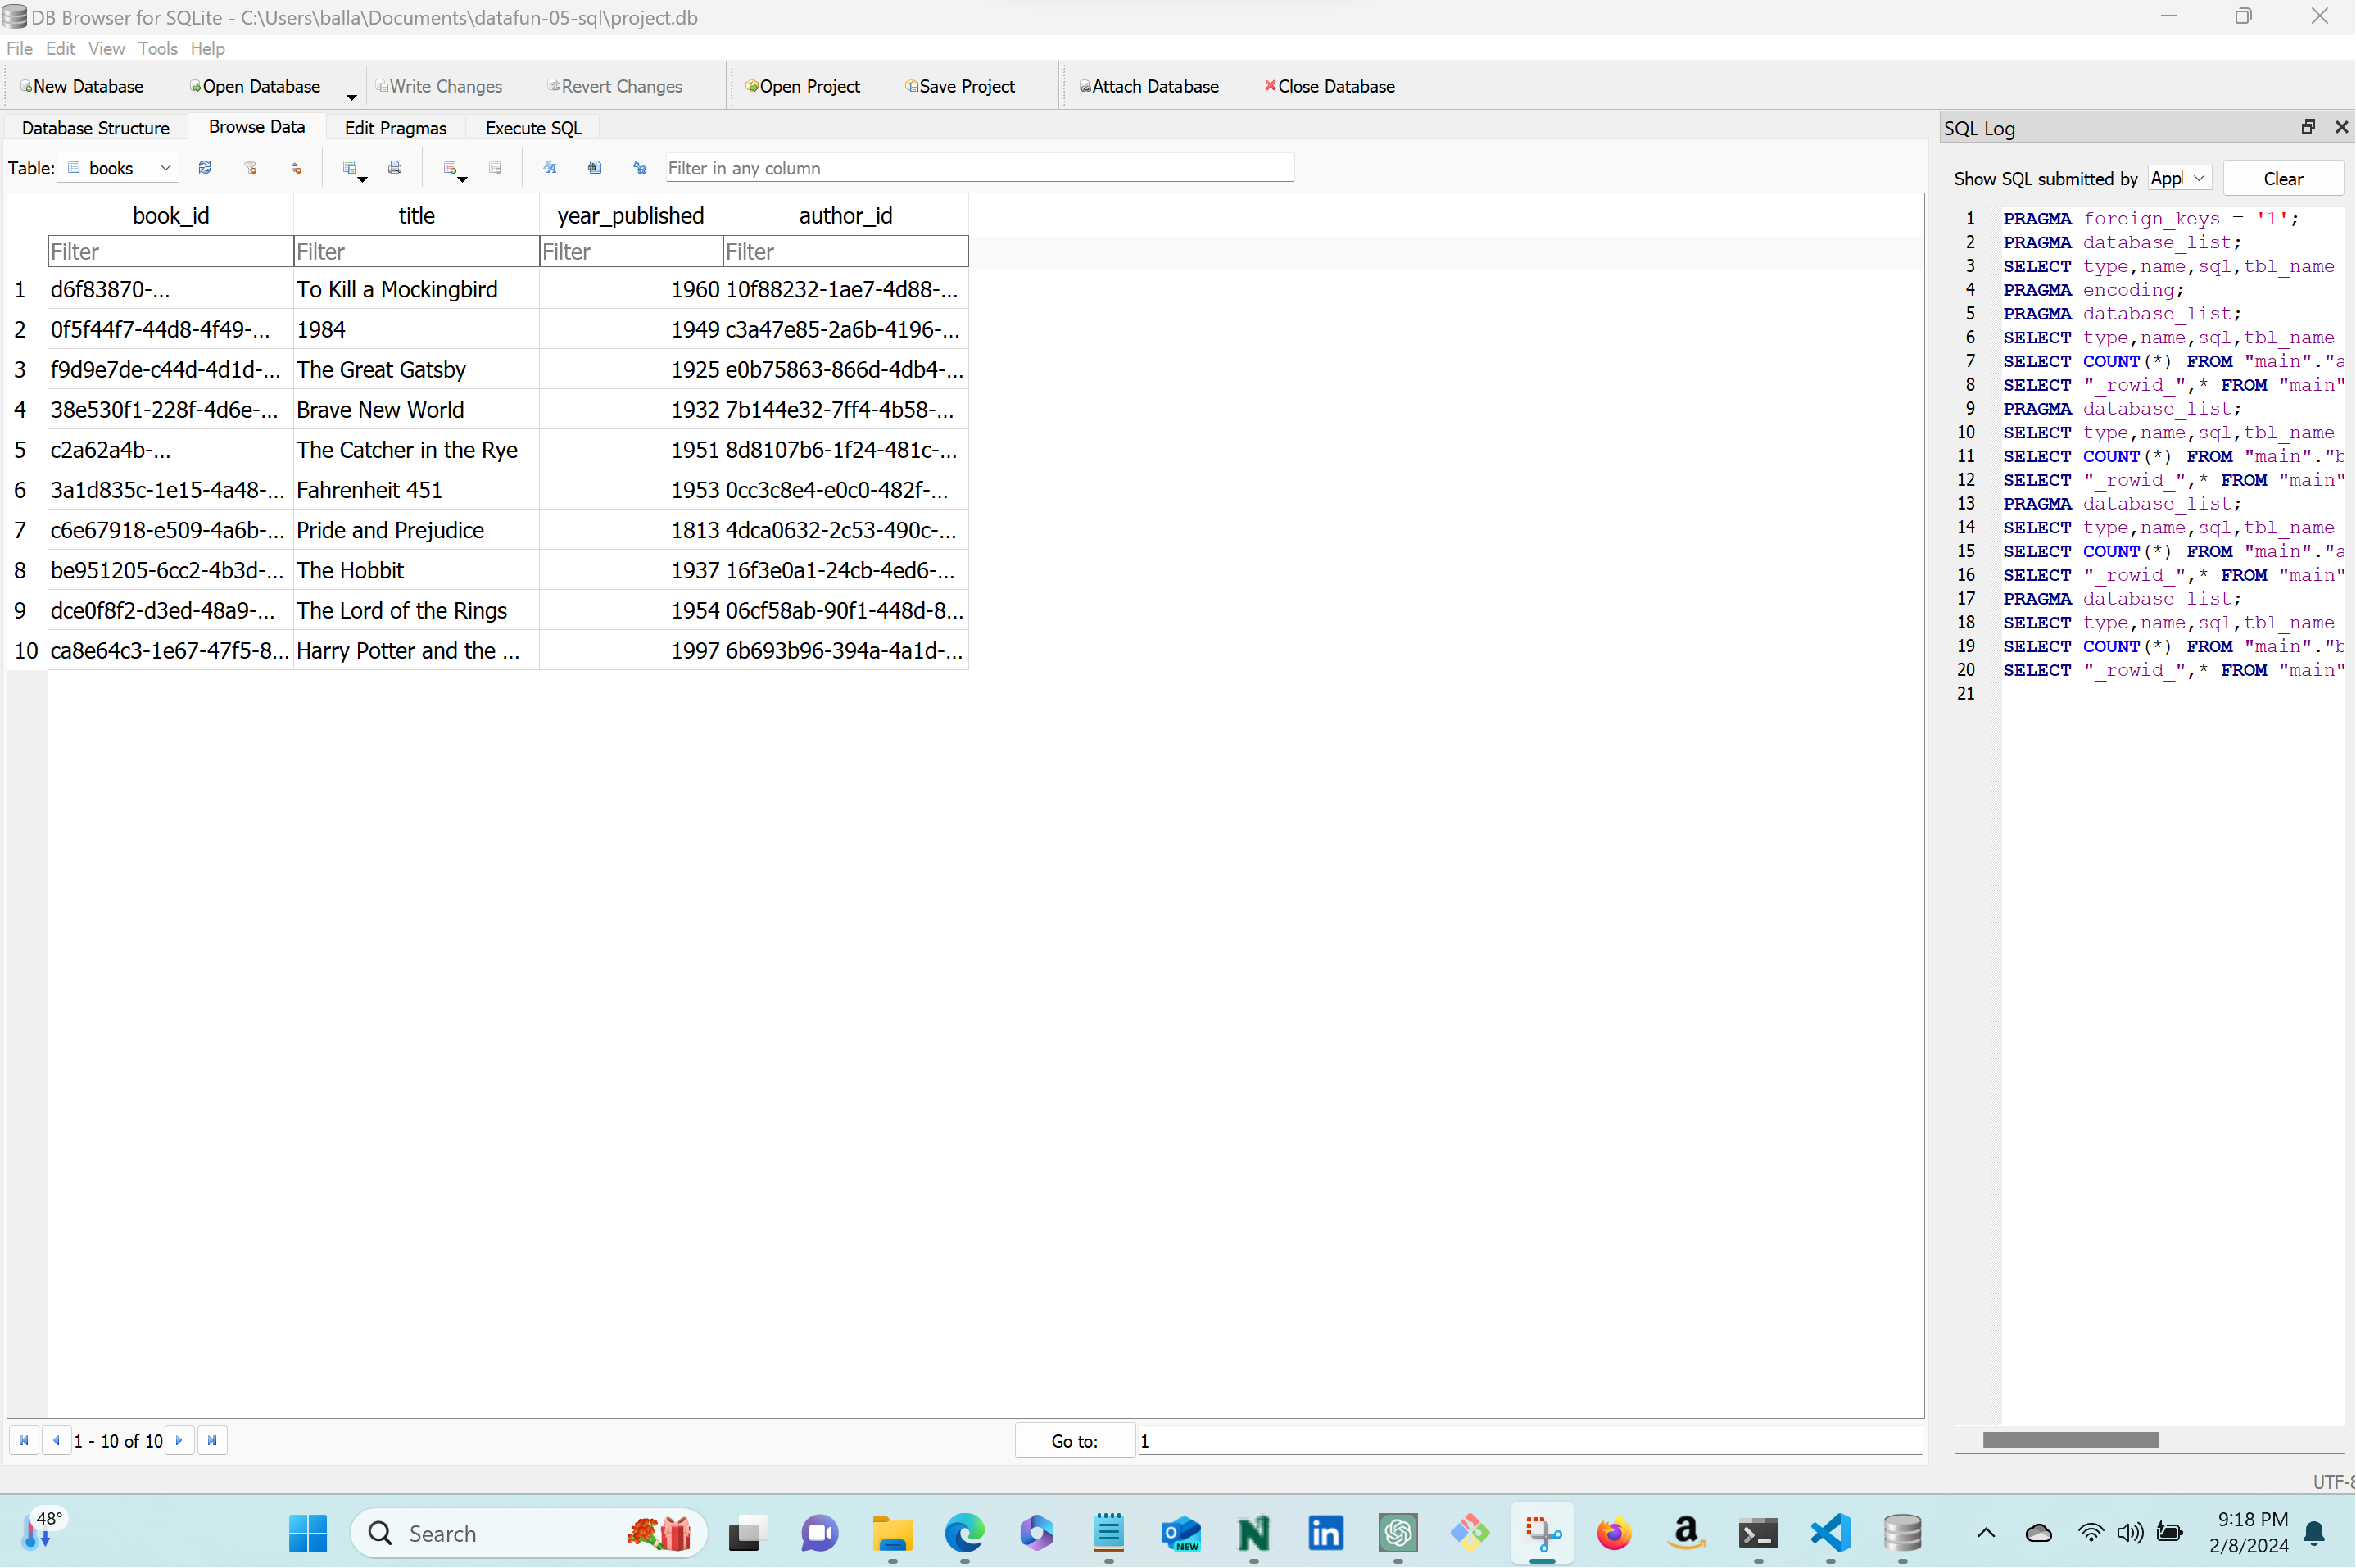 DB Browser for SQLite - C:\Users\balla\Documents\datafun-05-sql\project.db
File Edit View Tools Help
New Database Open Database Write Changes Revert Changes Open Project Save Project Attach Database Close Database
Database Structure Browse Data Edit Pragmas Execute SQL
Table: books Filter in any column
book_id title year_published author_id
Filter Filter Filter Filter
1 d6f83870-... To Kill a Mockingbird 1960 10f88232-1ae7-4d88-...
2 0f5f44f7-44d8-4f49-... 1984 1949 c3a47e85-2a6b-4196-...
3 f9d9e7de-c44d-4d1d-... The Great Gatsby 1925 e0b75863-866d-4db4-...
4 38e530f1-228f-4d6e-... Brave New World 1932 7b144e32-7ff4-4b58-...
5 c2a62a4b-... The Catcher in the Rye 1951 8d8107b6-1f24-481c-...
6 3a1d835c-1e15-4a48-... Fahrenheit 451 1953 0cc3c8e4-e0c0-482f-...
7 c6e67918-e509-4a6b-... Pride and Prejudice 1813 4dca0632-2c53-490c-...
8 be951205-6cc2-4b3d-... The Hobbit 1937 16f3e0a1-24cb-4ed6-...
9 dce0f8f2-d3ed-48a9-... The Lord of the Rings 1954 06cf58ab-90f1-448d-8...
10 ca8e64c3-1e67-47f5-8... Harry Potter and the ... 1997 6b693b96-394a-4a1d-...
1 - 10 of 10 Go to: 1
SQL Log
Show SQL submitted by Appl Clear
1 PRAGMA foreign_keys = '1';
2 PRAGMA database_list;
3 SELECT type,name,sql,tbl_name
4 PRAGMA encoding;
5 PRAGMA database_list;
6 SELECT type,name,sql,tbl_name
7 SELECT COUNT(*) FROM "main"."a
8 SELECT "_rowid_",* FROM "main"
9 PRAGMA database_list;
10 SELECT type,name,sql,tbl_name
11 SELECT COUNT(*) FROM "main"."b
12 SELECT "_rowid_",* FROM "main"
13 PRAGMA database_list;
14 SELECT type,name,sql,tbl_name
15 SELECT COUNT(*) FROM "main"."a
16 SELECT "_rowid_",* FROM "main"
17 PRAGMA database_list;
18 SELECT type,name,sql,tbl_name
19 SELECT COUNT(*) FROM "main"."b
20 SELECT "_rowid_",* FROM "main"
21
UTF-8
48° Search NEW N in a 9:18 PM
2/8/2024